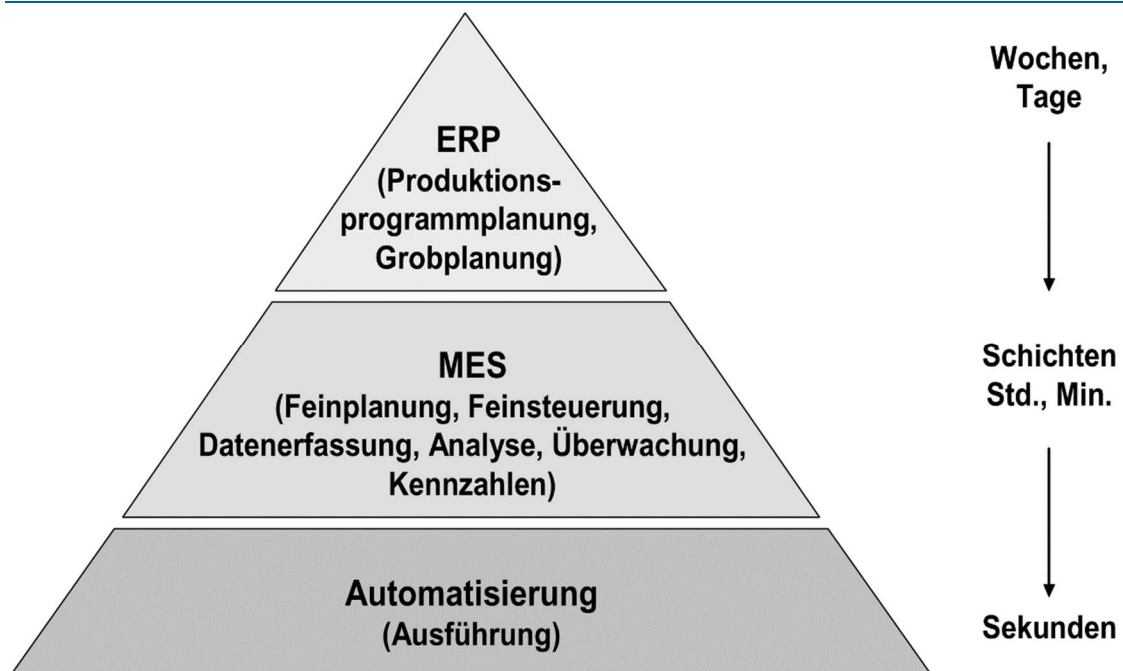 ERP
(Produktions-
programmplanung,
Grobplanung)
MES
(Feinplanung, Feinsteuerung,
Datenerfassung, Analyse, Überwachung,
Kennzahlen)
Automatisierung
(Ausführung)
Wochen,
Tage
Schichten
Std., Min.
Sekunden